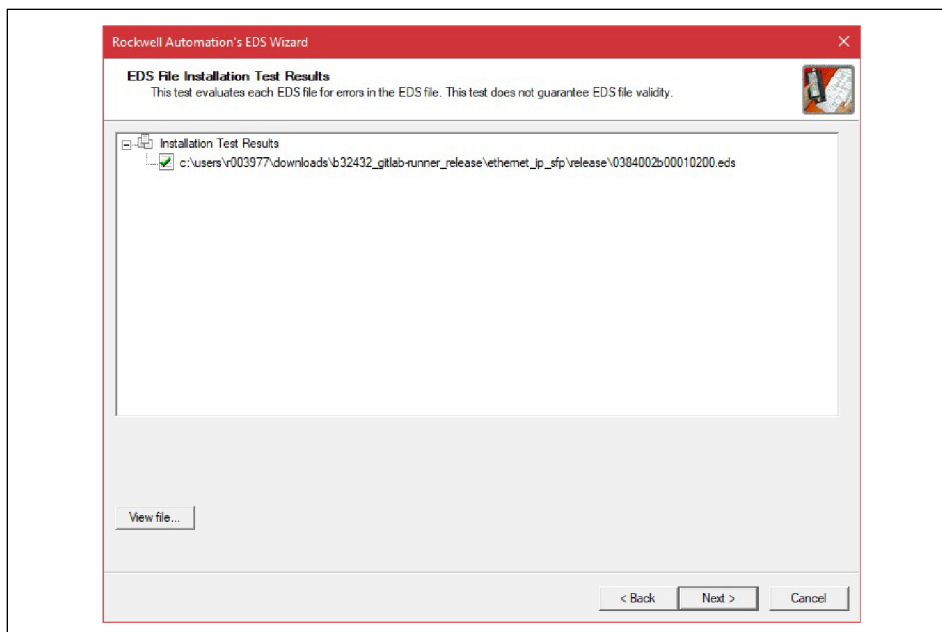 Rockwell Automation's EDS Wizard
EDS File Installation Test Results
This test evaluates each EDS file for errors in the EDS file. This test does not guarantee EDS file validity.
Installation Test Results
c:\users\r003977\downloads\b32432_gitlab-runner_release\ethernet_ip_sfp\release\0384002b00010200.eds
View file...
< Back
Next >
Cancel